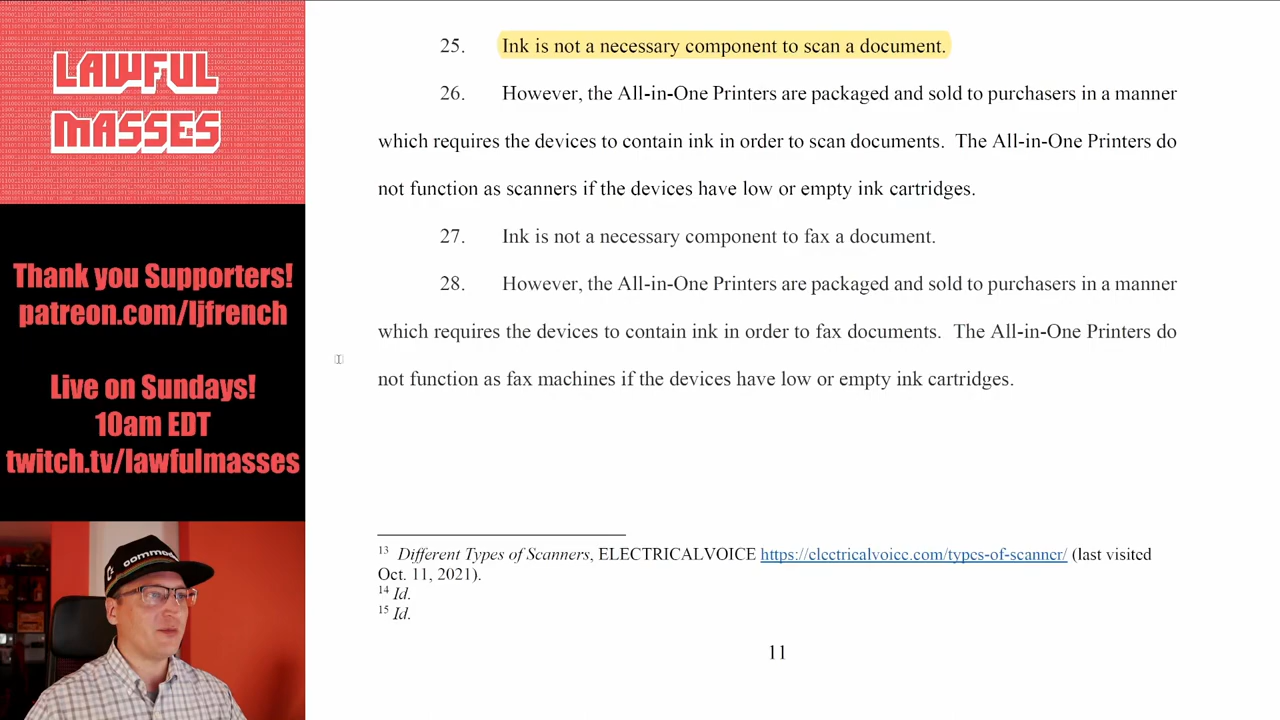 LAWFUL
MASSES
Thank you Supporters!
patreon.com/ljfrench
Live on Sundays!
10am EDT
twitch.tv/lawfulmasses
25. Ink is not a necessary component to scan a document.
26. However, the All-in-One Printers are packaged and sold to purchasers in a manner
which requires the devices to contain ink in order to scan documents. The All-in-One Printers do
not function as scanners if the devices have low or empty ink cartridges.
27. Ink is not a necessary component to fax a document.
28. However, the All-in-One Printers are packaged and sold to purchasers in a manner
which requires the devices to contain ink in order to fax documents. The All-in-One Printers do
not function as fax machines if the devices have low or empty ink cartridges.
13 Different Types of Scanners, ELECTRICALVOICE https://electricalvoice.com/types-of-scanner/ (last visited
Oct. 11, 2021).
14 Id.
15 Id.
11